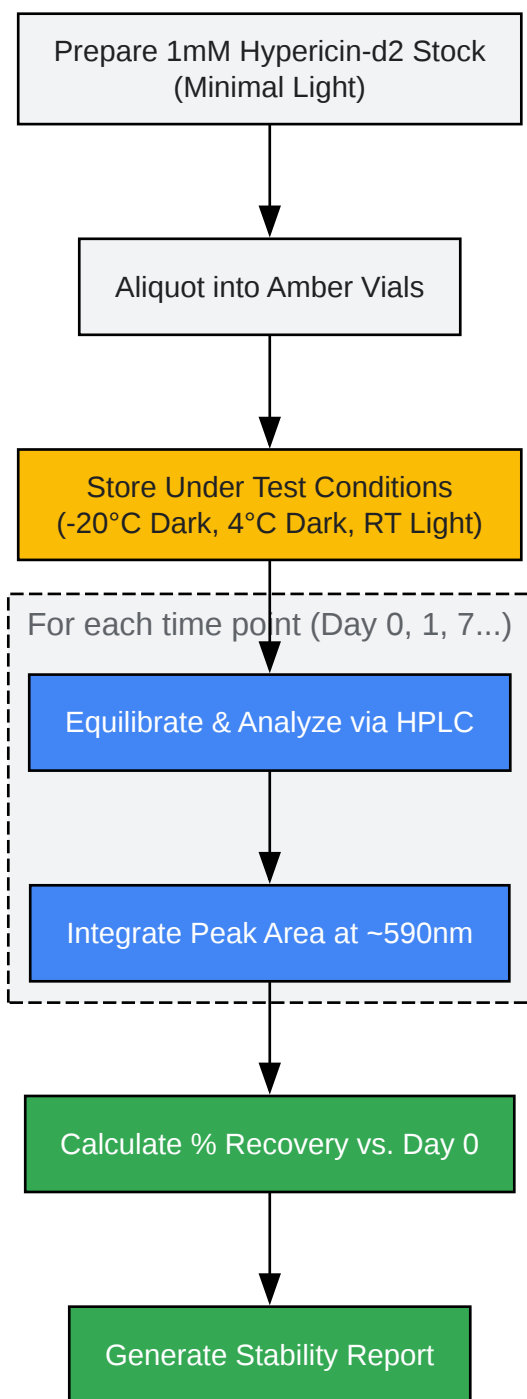 Prepare 1mM Hypericin-d2 Stock
(Minimal Light)
Aliquot into Amber Vials
Store Under Test Conditions
(-20°C Dark, 4°C Dark, RT Light)
For each time point (Day 0, 1, 7...)
Equilibrate & Analyze via HPLC
Integrate Peak Area at ~590nm
Calculate % Recovery vs. Day 0
Generate Stability Report